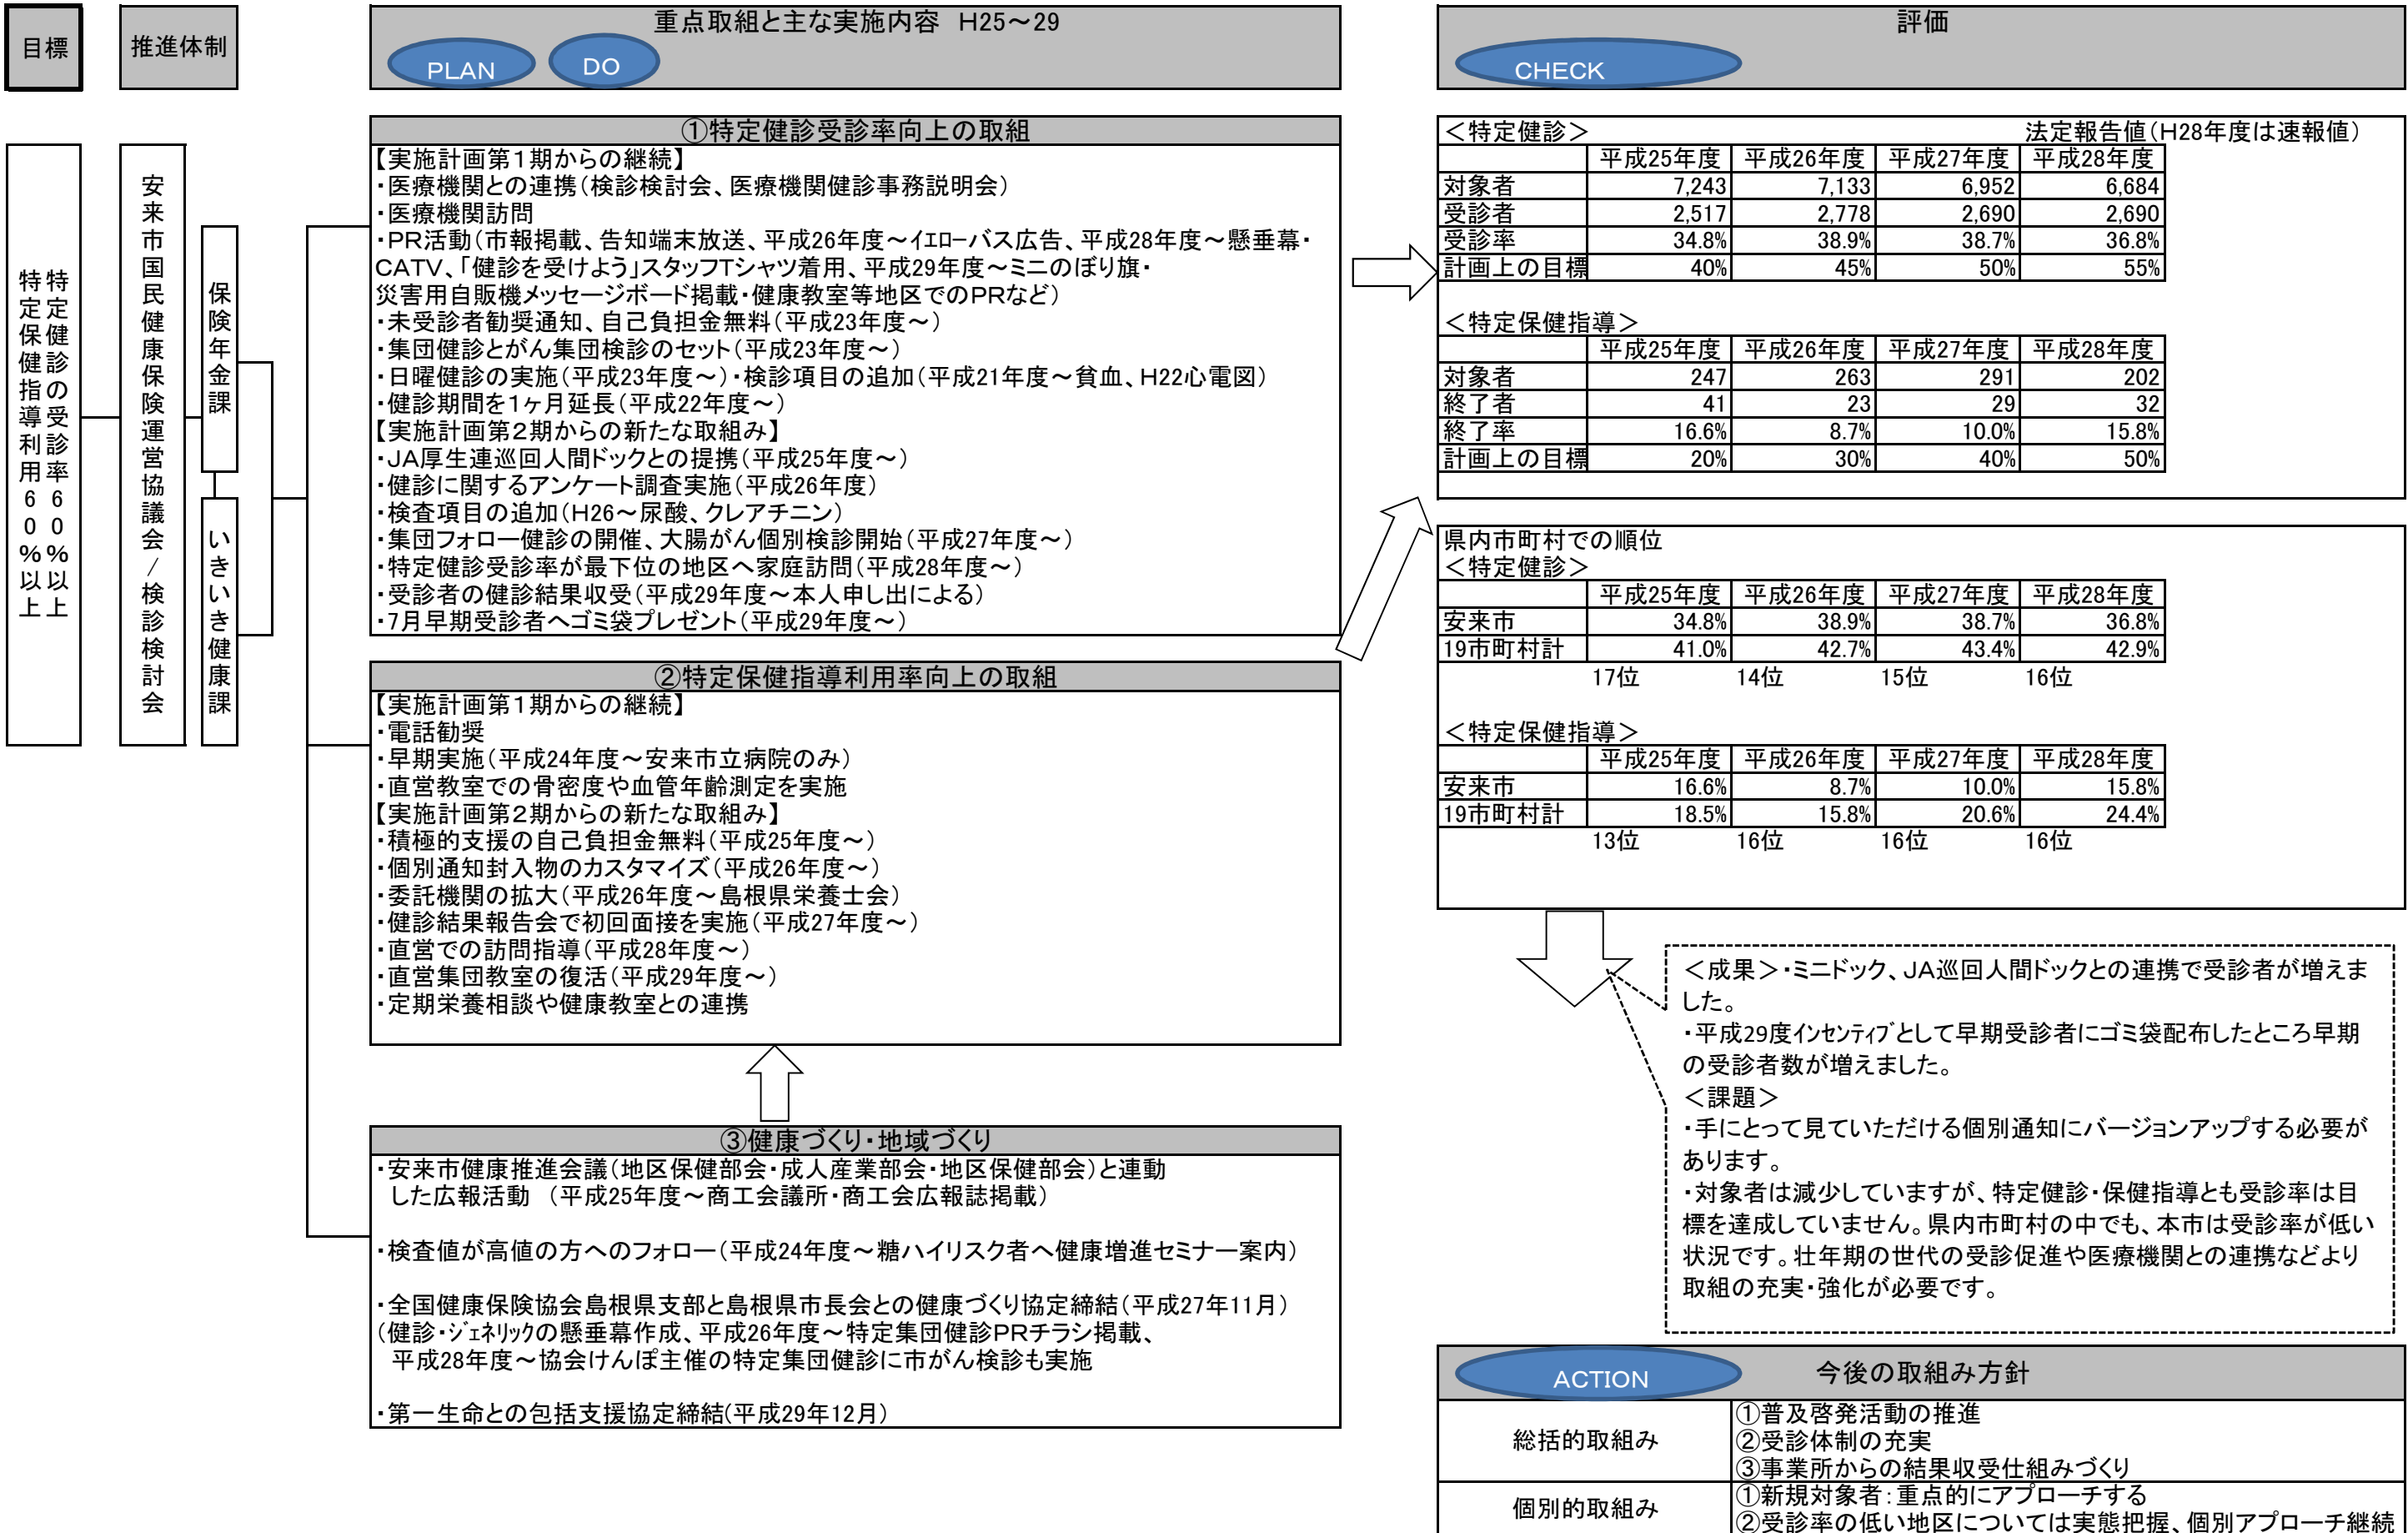 目標
推進体制
重点取組と主な実施内容 H25～29
PLAN
DO
評価
CHECK
特定健診の受診率60%以上
特定保健指導利用60%以上
安来市国民健康保険運営協議会/検診検討会
保険年金課
いきいき健康課
①特定健診受診率向上の取組
【実施計画第１期からの継続】
・医療機関との連携（検診検討会、医療機関健診事務説明会）
・医療機関訪問
・PR活動（市報掲載、告知端末放送、平成26年度～イエローバス広告、平成28年度～懸垂幕・
CATV、「健診を受けよう」スタッフTシャツ着用、平成29年度～ミニのぼり旗・
災害用自販機メッセージボード掲載・健康教室等地区でのPRなど）
・未受診者勧奨通知、自己負担金無料（平成23年度～）
・集団健診とがん集団検診のセット（平成23年度～）
・日曜健診の実施（平成23年度～）・検診項目の追加（平成21年度～貧血、H22心電図）
・健診期間を1ヶ月延長（平成22年度～）
【実施計画第２期からの新たな取組み】
・JA厚生連巡回人間ドックとの提携（平成25年度～）
・健診に関するアンケート調査実施（平成26年度）
・検査項目の追加（H26～尿酸、クレアチニン）
・集団フォロー健診の開催、大腸がん個別検診開始（平成27年度～）
・特定健診受診率が最下位の地区へ家庭訪問（平成28年度～）
・受診者の健診結果収受（平成29年度～本人申し出による）
・7月早期受診者へゴミ袋プレゼント（平成29年度～）
②特定保健指導利用率向上の取組
【実施計画第１期からの継続】
・電話勧奨
・早期実施（平成24年度～安来市立病院のみ）
・直営教室での骨密度や血管年齢測定を実施
【実施計画第２期からの新たな取組み】
・積極的支援の自己負担金無料（平成25年度～）
・個別通知封入物のカスタマイズ（平成26年度～）
・委託機関の拡大（平成26年度～島根県栄養士会）
・健診結果報告会で初回面接を実施（平成27年度～）
・直営での訪問指導（平成28年度～）
・直営集団教室の復活（平成29年度～）
・定期栄養相談や健康教室との連携
③健康づくり・地域づくり
・安来市健康推進会議（地区保健部会・成人産業部会・地区保健部会）と連動
した広報活動 （平成25年度～商工会議所・商工会広報誌掲載）
・検査値が高値の方へのフォロー（平成24年度～糖ハイリスク者へ健康増進セミナー案内）
・全国健康保険協会島根県支部と島根県市長会との健康づくり協定締結（平成27年11月）
（健診・ジェネリックの懸垂幕作成、平成26年度～特定集団健診PRチラシ掲載、
平成28年度～協会けんぽ主催の特定集団健診に市がん検診も実施
・第一生命との包括支援協定締結(平成29年12月）
＜特定健診＞ 法定報告値（H28年度は速報値）
平成25年度 平成26年度 平成27年度 平成28年度
対象者 7,243 7,133 6,952 6,684
受診者 2,517 2,778 2,690 2,690
受診率 34.8% 38.9% 38.7% 36.8%
計画上の目標 40% 45% 50% 55%
＜特定保健指導＞
平成25年度 平成26年度 平成27年度 平成28年度
対象者 247 263 291 202
終了者 41 23 29 32
終了率 16.6% 8.7% 10.0% 15.8%
計画上の目標 20% 30% 40% 50%
県内市町村での順位
＜特定健診＞
平成25年度 平成26年度 平成27年度 平成28年度
安来市 34.8% 38.9% 38.7% 36.8%
19市町村計 41.0% 42.7% 43.4% 42.9%
17位 14位 15位 16位
＜特定保健指導＞
平成25年度 平成26年度 平成27年度 平成28年度
安来市 16.6% 8.7% 10.0% 15.8%
19市町村計 18.5% 15.8% 20.6% 24.4%
13位 16位 16位 16位
＜成果＞・ミニドック、JA巡回人間ドックとの連携で受診者が増えま
した。
・平成29度インセンティブとして早期受診者にゴミ袋配布したところ早期
の受診者数が増えました。
＜課題＞
・手にとって見ていただける個別通知にバージョンアップする必要が
あります。
・対象者は減少していますが、特定健診・保健指導とも受診率は目
標を達成していません。県内市町村の中でも、本市は受診率が低い
状況です。壮年期の世代の受診促進や医療機関との連携などより
取組の充実・強化が必要です。
ACTION
今後の取組み方針
総括的取組み
①普及啓発活動の推進
②受診体制の充実
③事業所からの結果収受仕組みづくり
個別的取組み
①新規対象者：重点的にアプローチする
②受診率の低い地区については実態把握、個別アプローチ継続